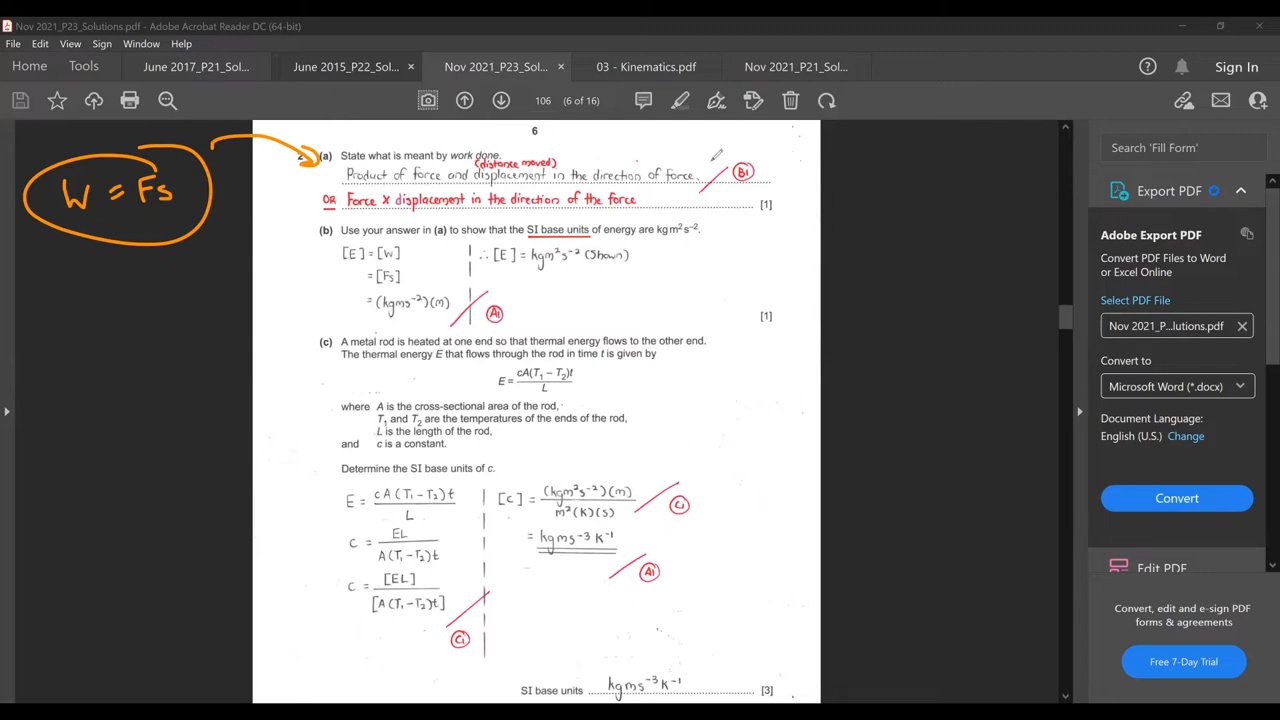 Nov 2021_P23_Solutions.pdf - Adobe Acrobat Reader DC (64-bit)
File Edit View Sign Window Help
Home Tools June 2017_P21_Sol... June 2015_P22_Sol... × Nov 2021_P23_Sol... × 03 - Kinematics.pdf Nov 2021_P21_Sol... Sign In
106 (6 of 16)
W = Fs
6
2 (a) State what is meant by work done.
(distance moved)
Product of force and displacement in the direction of force. B1
OR Force × displacement in the direction of the force
[1]
(b) Use your answer in (a) to show that the SI base units of energy are kg m² s⁻².
[E] = [W]
= [Fs]
= (kgms⁻²)(m)
∴ [E] = kgm²s⁻² (shown)
A1
[1]
(c) A metal rod is heated at one end so that thermal energy flows to the other end.
The thermal energy E that flows through the rod in time t is given by
E = cA(T₁ − T₂)t / L
where A is the cross-sectional area of the rod,
T₁ and T₂ are the temperatures of the ends of the rod,
L is the length of the rod,
and c is a constant.
Determine the SI base units of c.
E = cA(T₁-T₂)t / L
C = EL / A(T₁-T₂)t
C = [EL] / [A(T₁-T₂)t]
C1
[c] = (kgm²s⁻²)(m) / m²(K)(s)
C1
= kgms⁻³K⁻¹
A1
SI base units kgms⁻³K⁻¹ [3]
Search 'Fill Form'
Export PDF
Adobe Export PDF
Convert PDF Files to Word
or Excel Online
Select PDF File
Nov 2021_P...lutions.pdf ×
Convert to
Microsoft Word (*.docx)
Document Language:
English (U.S.) Change
Convert
Edit PDF
Convert, edit and e-sign PDF
forms & agreements
Free 7-Day Trial